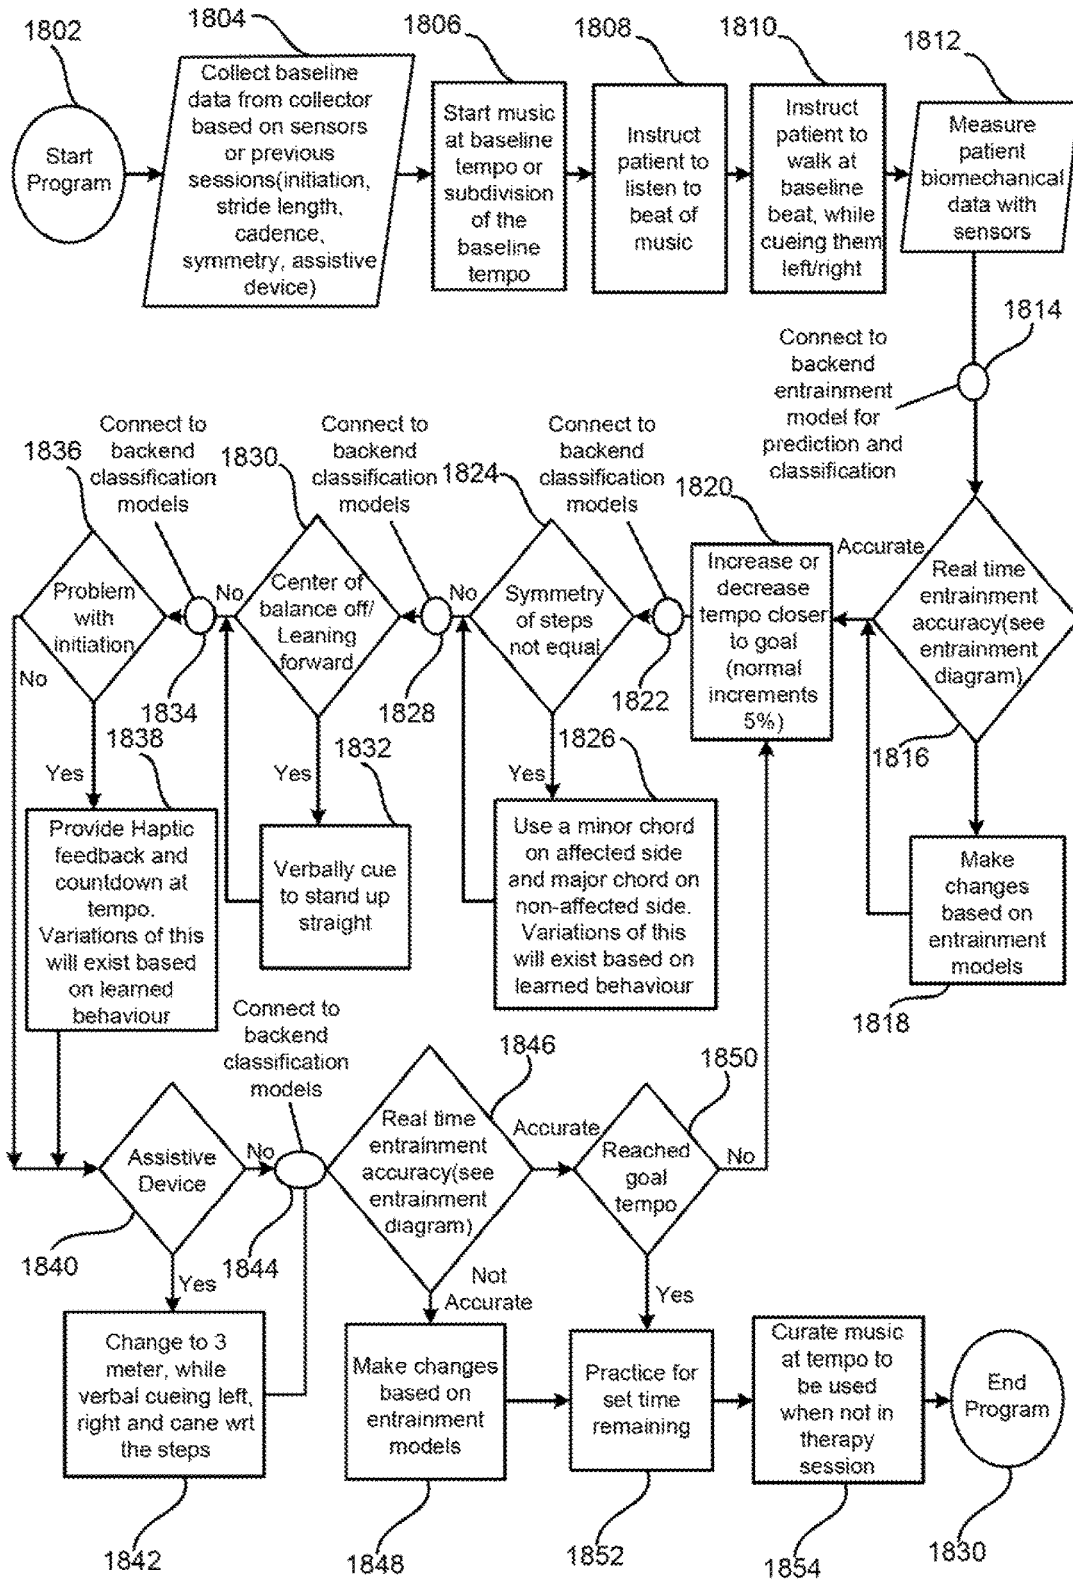 1802
1804
1806
1808
1810
1812
Start
Program
Collect baseline
data from collector
based on sensors
or previous
sessions(initiation,
stride length,
cadence,
symmetry, assistive
device)
Start music at
baseline
tempo or
subdivision
of the
baseline
tempo
Instruct
patient to
listen to
beat of
music
Instruct
patient to
walk at
baseline
beat, while
cueing them
left/right
Measure
patient
biomechanical
data with
sensors
1814
Connect to
backend
entrainment
model for
prediction and
classification
1836
Connect to
backend
classification
models
1830
Connect to
backend
classification
models
1824
Connect to
backend
classification
models
1820
Accurate
Problem
with
initiation
No
Center of
balance off/
Leaning
forward
No
Symmetry
of steps
not equal
Increase or
decrease
tempo closer
to goal
(normal
increments
5%)
Real time
entrainment
accuracy(see
entrainment
diagram)
No
1834
1828
1822
1816
1838
1832
1826
Yes
Yes
Yes
Provide Haptic
feedback and
countdown at
tempo.
Variations of this
will exist based
on learned
behaviour
Verbally cue
to stand up
straight
Use a minor chord
on affected side
and major chord on
non-affected side.
Variations of this
will exist based on
learned behaviour
Make
changes
based on
entrainment
models
1818
Connect to
backend
classification
models
1846
1850
Assistive
Device
No
Real time
entrainment
accuracy(see
entrainment
diagram)
Accurate
Reached
goal
tempo
No
1840
1844
Yes
Not
Accurate
Yes
Change to 3
meter, while
verbal cueing left,
right and cane wrt
the steps
Make changes
based on
entrainment
models
Practice for
set time
remaining
Curate music
at tempo to
be used
when not in
therapy
session
End
Program
1842
1848
1852
1854
1830